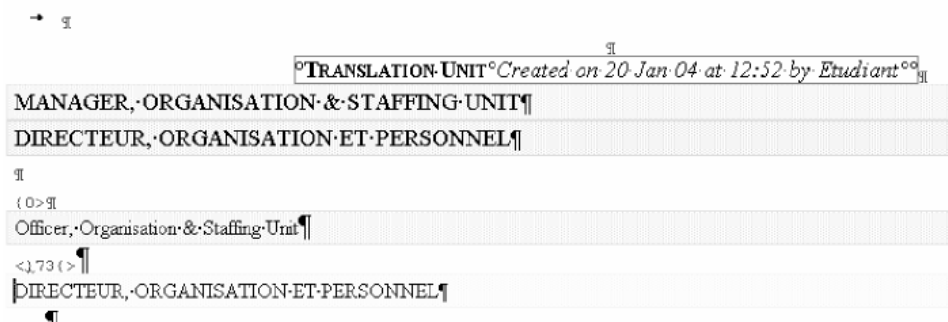 → ¶
¶
°TRANSLATION·UNIT°Created·on·20·Jan·04·at·12:52·by·Etudiant°°¶
MANAGER,·ORGANISATION·&·STAFFING·UNIT¶
DIRECTEUR,·ORGANISATION·ET·PERSONNEL¶
¶
{0>¶
Officer,·Organisation·&·Staffing·Unit¶
<}73{>¶
DIRECTEUR,·ORGANISATION·ET·PERSONNEL¶
¶